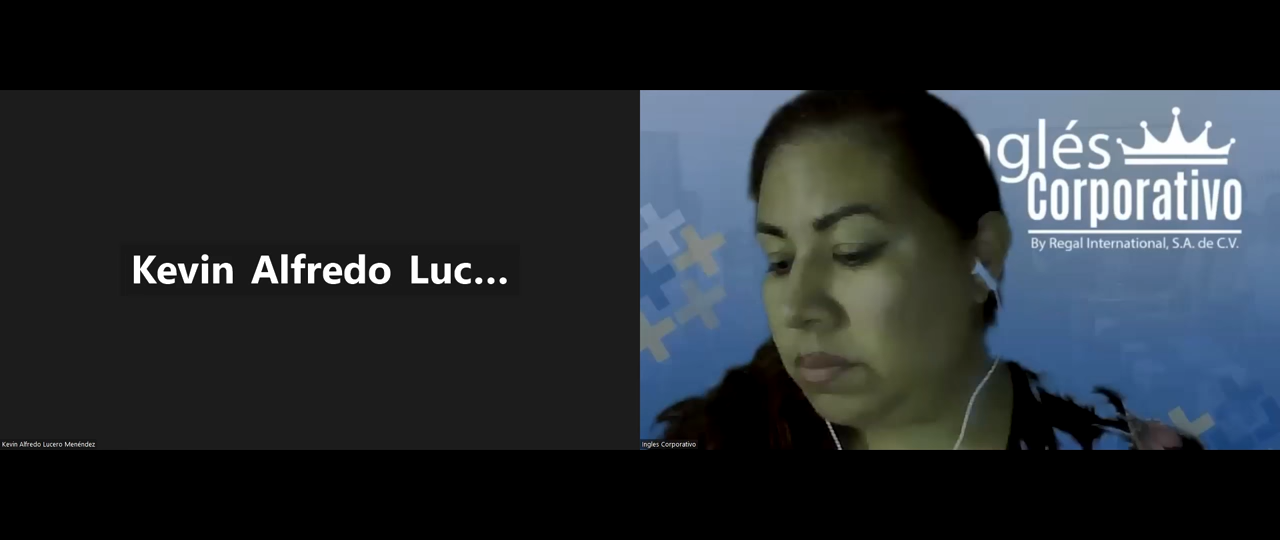 Kevin Alfredo Luc...
Kevin Alfredo Lucero Menéndez
nglés
Corporativo
By Regal International, S.A. de C.V.
Ingles Corporativo